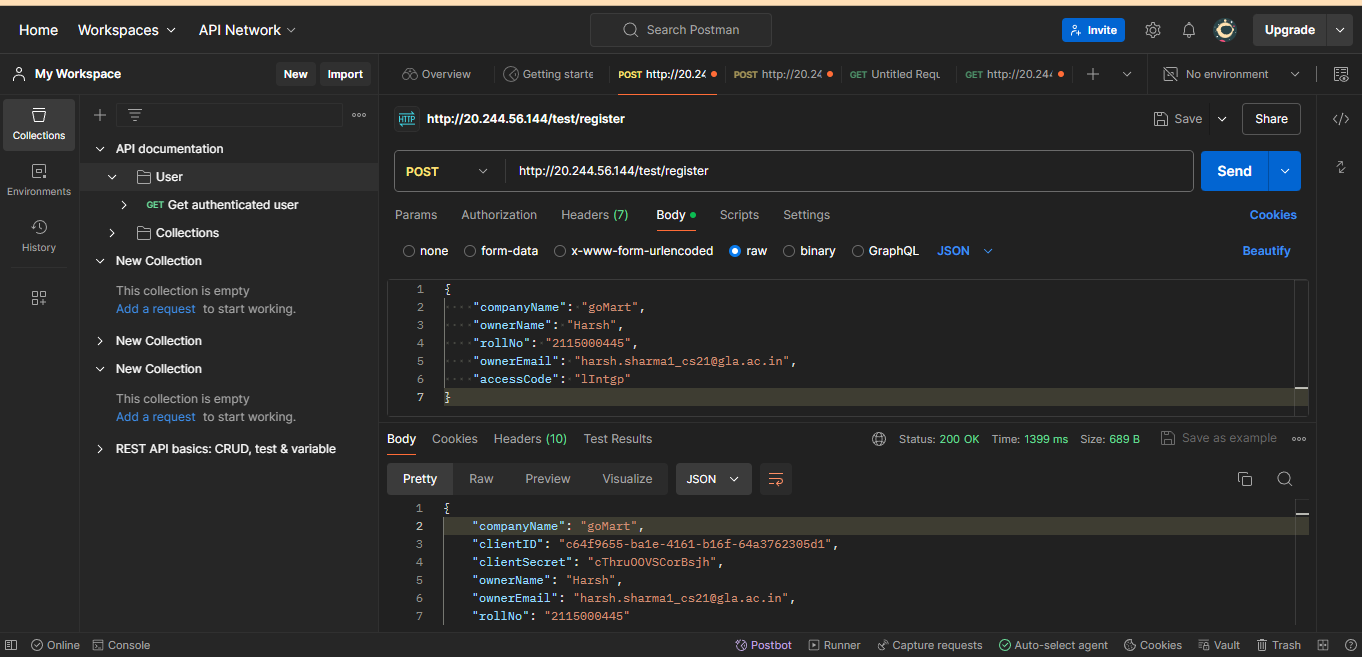 Home Workspaces API Network Search Postman Invite Upgrade
My Workspace New Import Overview Getting starte POST http://20.24 POST http://20.24 GET Untitled Requ GET http://20.244 No environment
Collections
Environments
History
API documentation
User
GET Get authenticated user
Collections
New Collection
This collection is empty
Add a request to start working.
New Collection
New Collection
This collection is empty
Add a request to start working.
REST API basics: CRUD, test & variable
HTTP http://20.244.56.144/test/register Save Share
POST http://20.244.56.144/test/register Send
Params Authorization Headers (7) Body Scripts Settings Cookies
none form-data x-www-form-urlencoded raw binary GraphQL JSON Beautify
1 {
2 "companyName": "goMart",
3 "ownerName": "Harsh",
4 "rollNo": "2115000445",
5 "ownerEmail": "harsh.sharma1_cs21@gla.ac.in",
6 "accessCode": "lIntgp"
7 }
Body Cookies Headers (10) Test Results Status: 200 OK Time: 1399 ms Size: 689 B Save as example
Pretty Raw Preview Visualize JSON
1 {
2 "companyName": "goMart",
3 "clientID": "c64f9655-ba1e-4161-b16f-64a3762305d1",
4 "clientSecret": "cThruOOVSCorBsjh",
5 "ownerName": "Harsh",
6 "ownerEmail": "harsh.sharma1_cs21@gla.ac.in",
7 "rollNo": "2115000445"
Online Console Postbot Runner Capture requests Auto-select agent Cookies Vault Trash